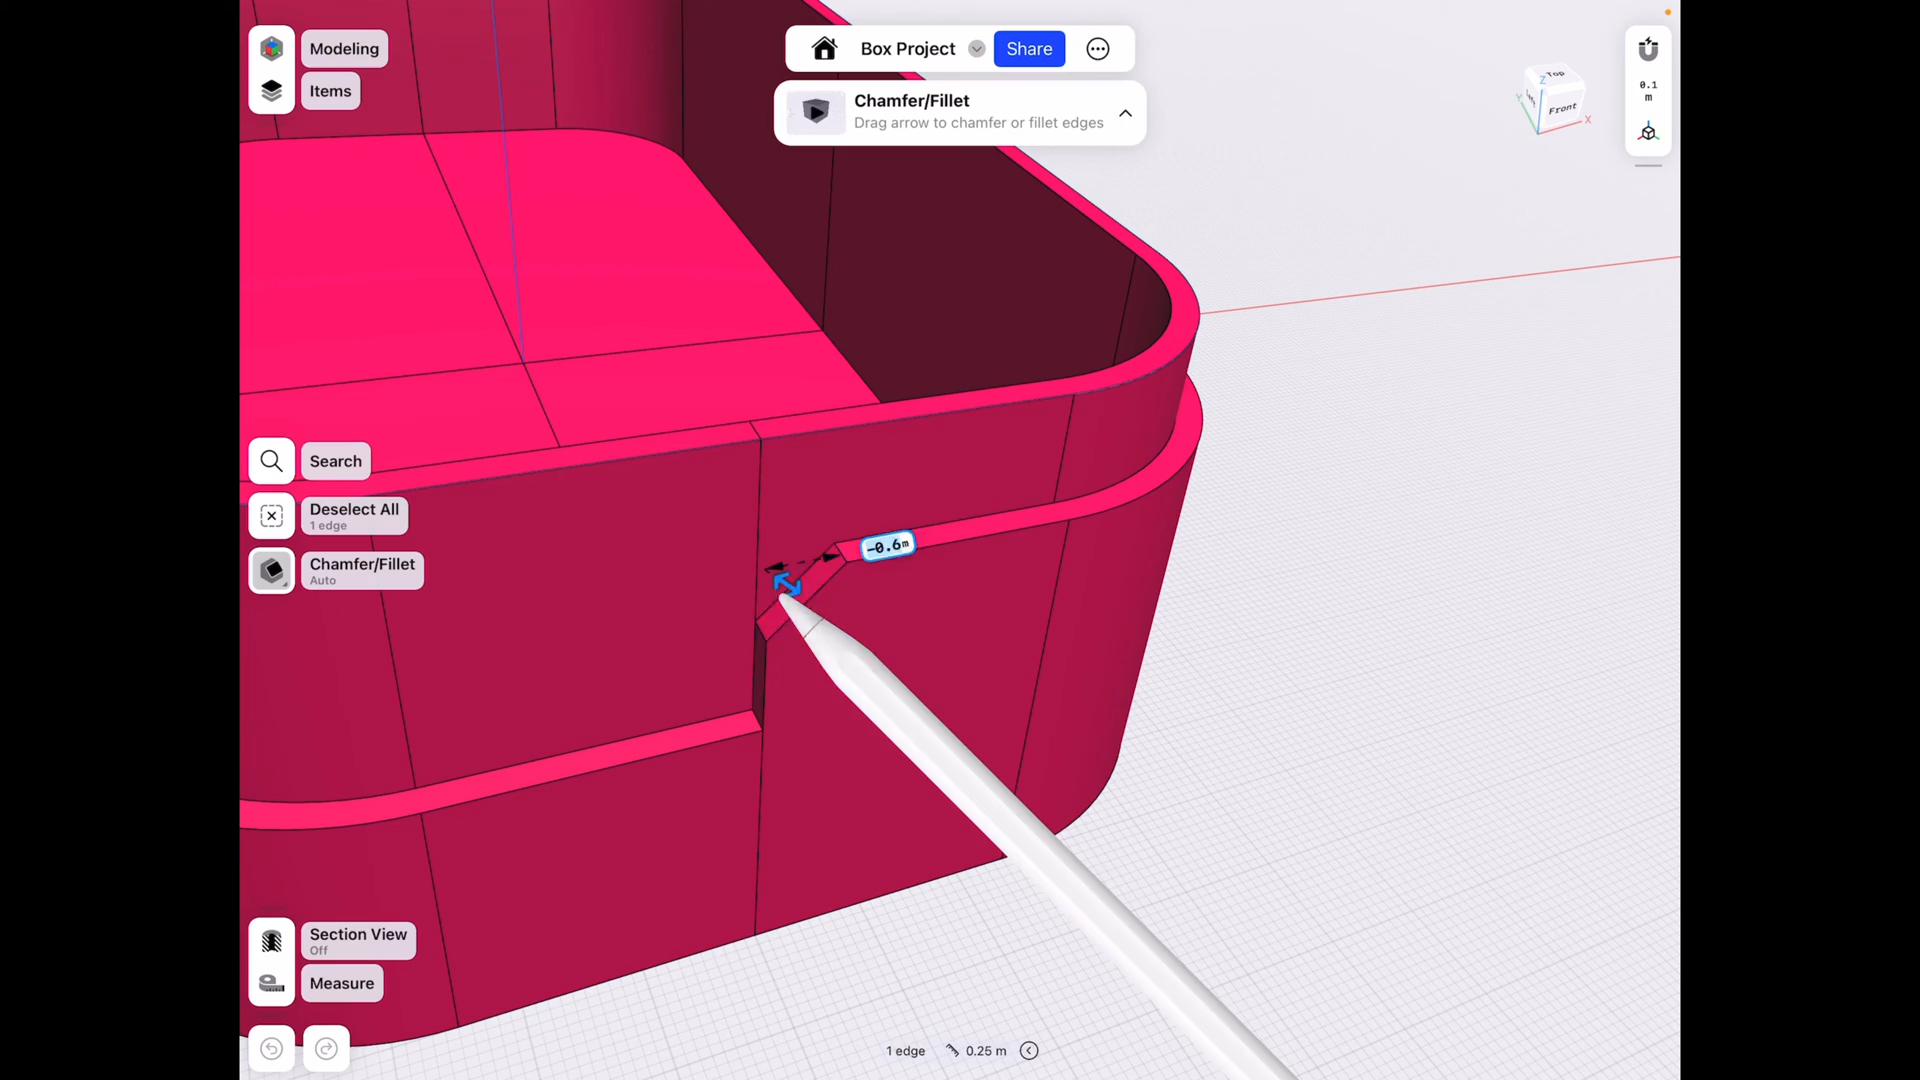 Modeling
Items
Box Project
Share
Chamfer/Fillet
Drag arrow to chamfer or fillet edges
Top
Front
Left
Z
Y
X
0.1
m
Search
Deselect All
1 edge
Chamfer/Fillet
Auto
−0.6m
Section View
Off
Measure
1 edge
0.25 m